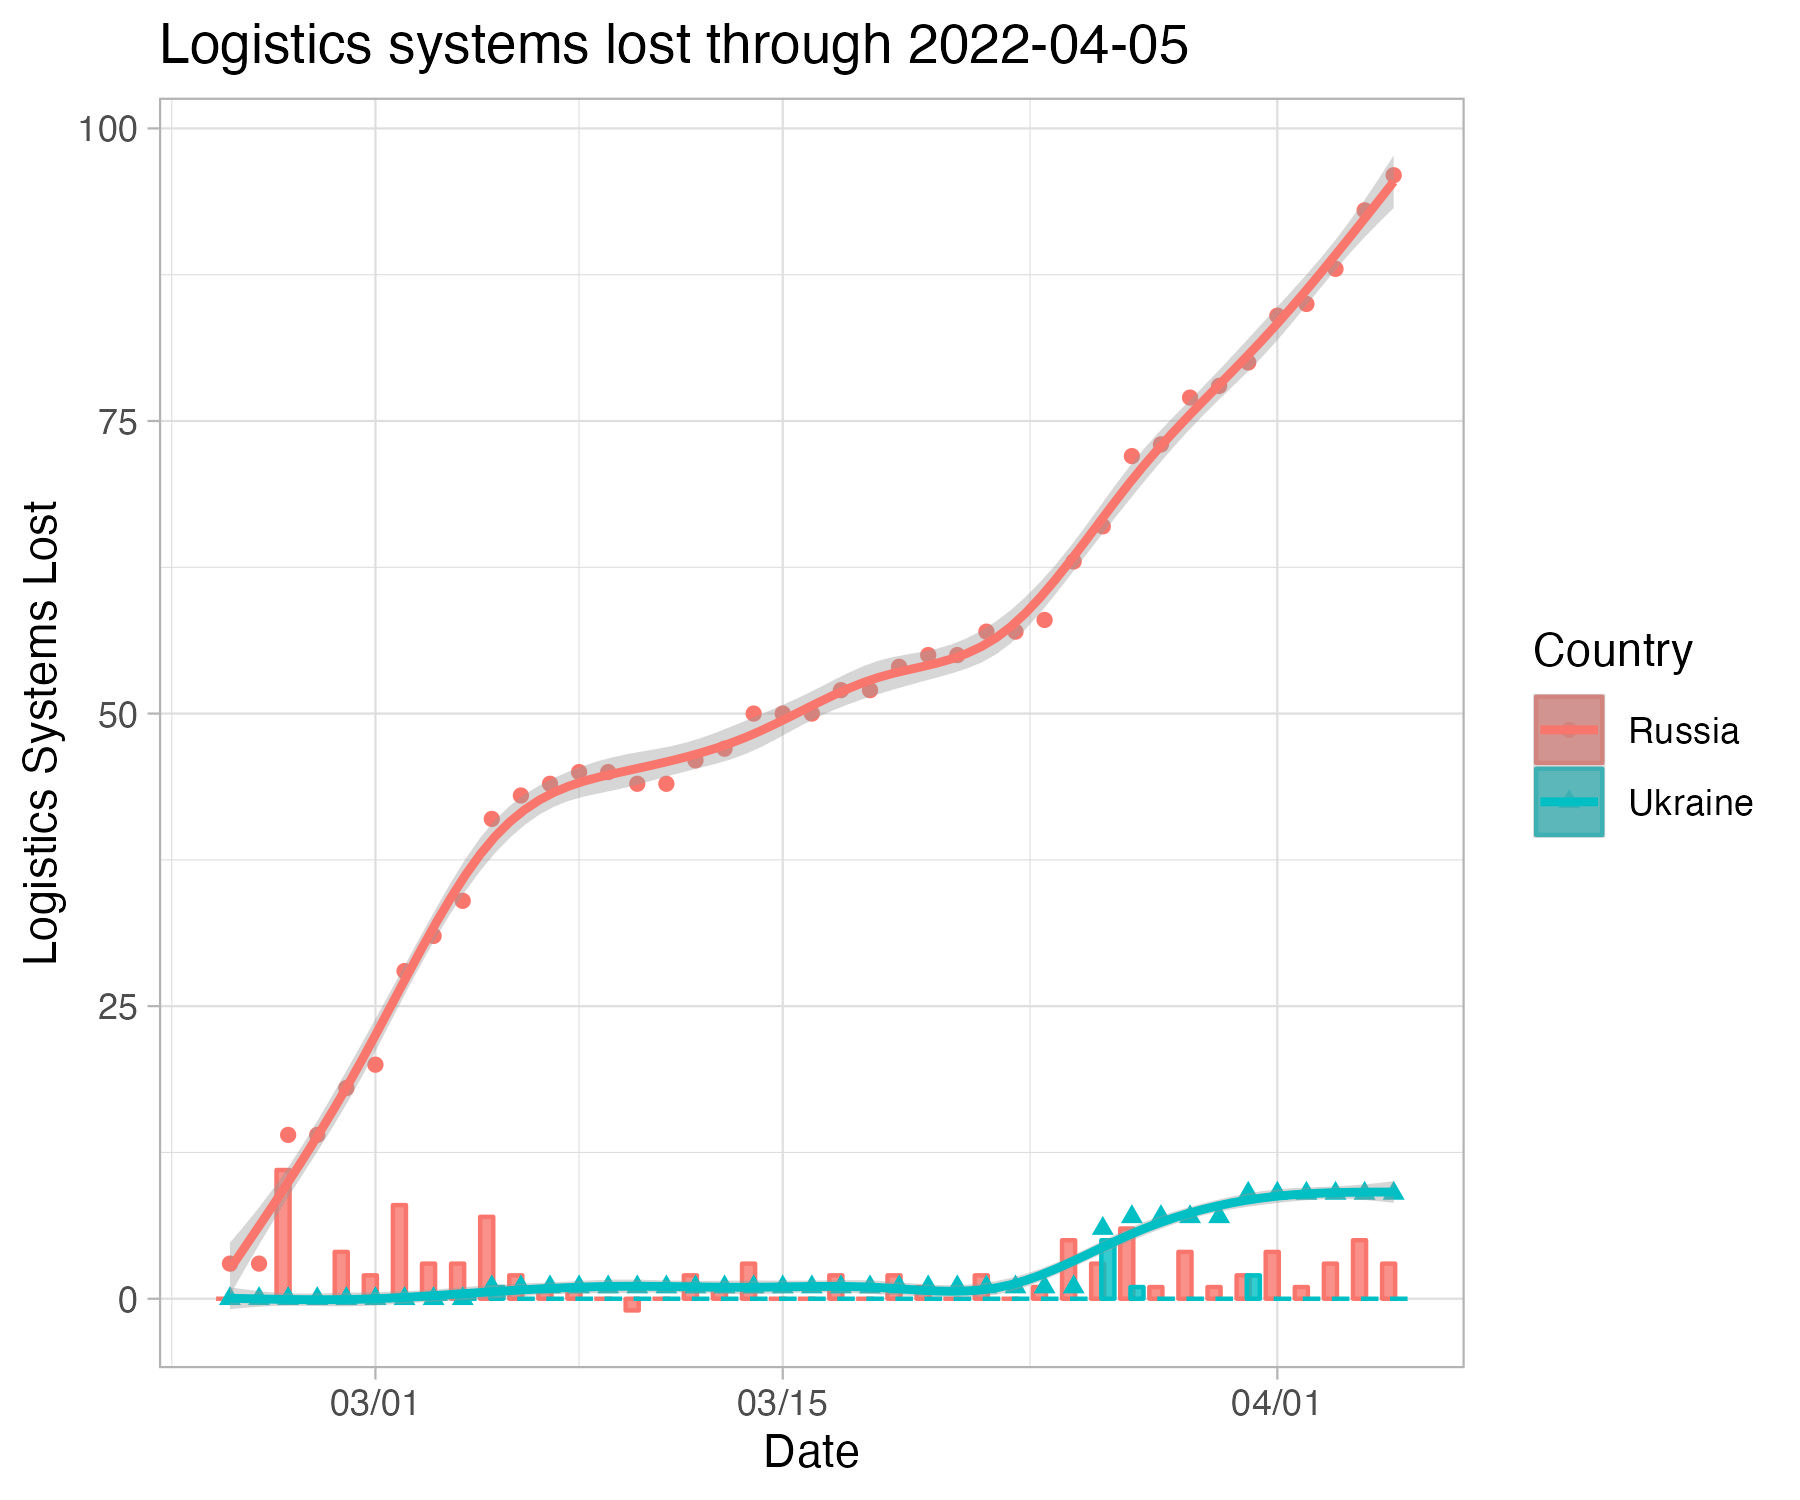 Logistics systems lost through 2022-04-05
Logistics Systems Lost
100
75
50
25
0
03/01
03/15
04/01
Date
Country
Russia
Ukraine